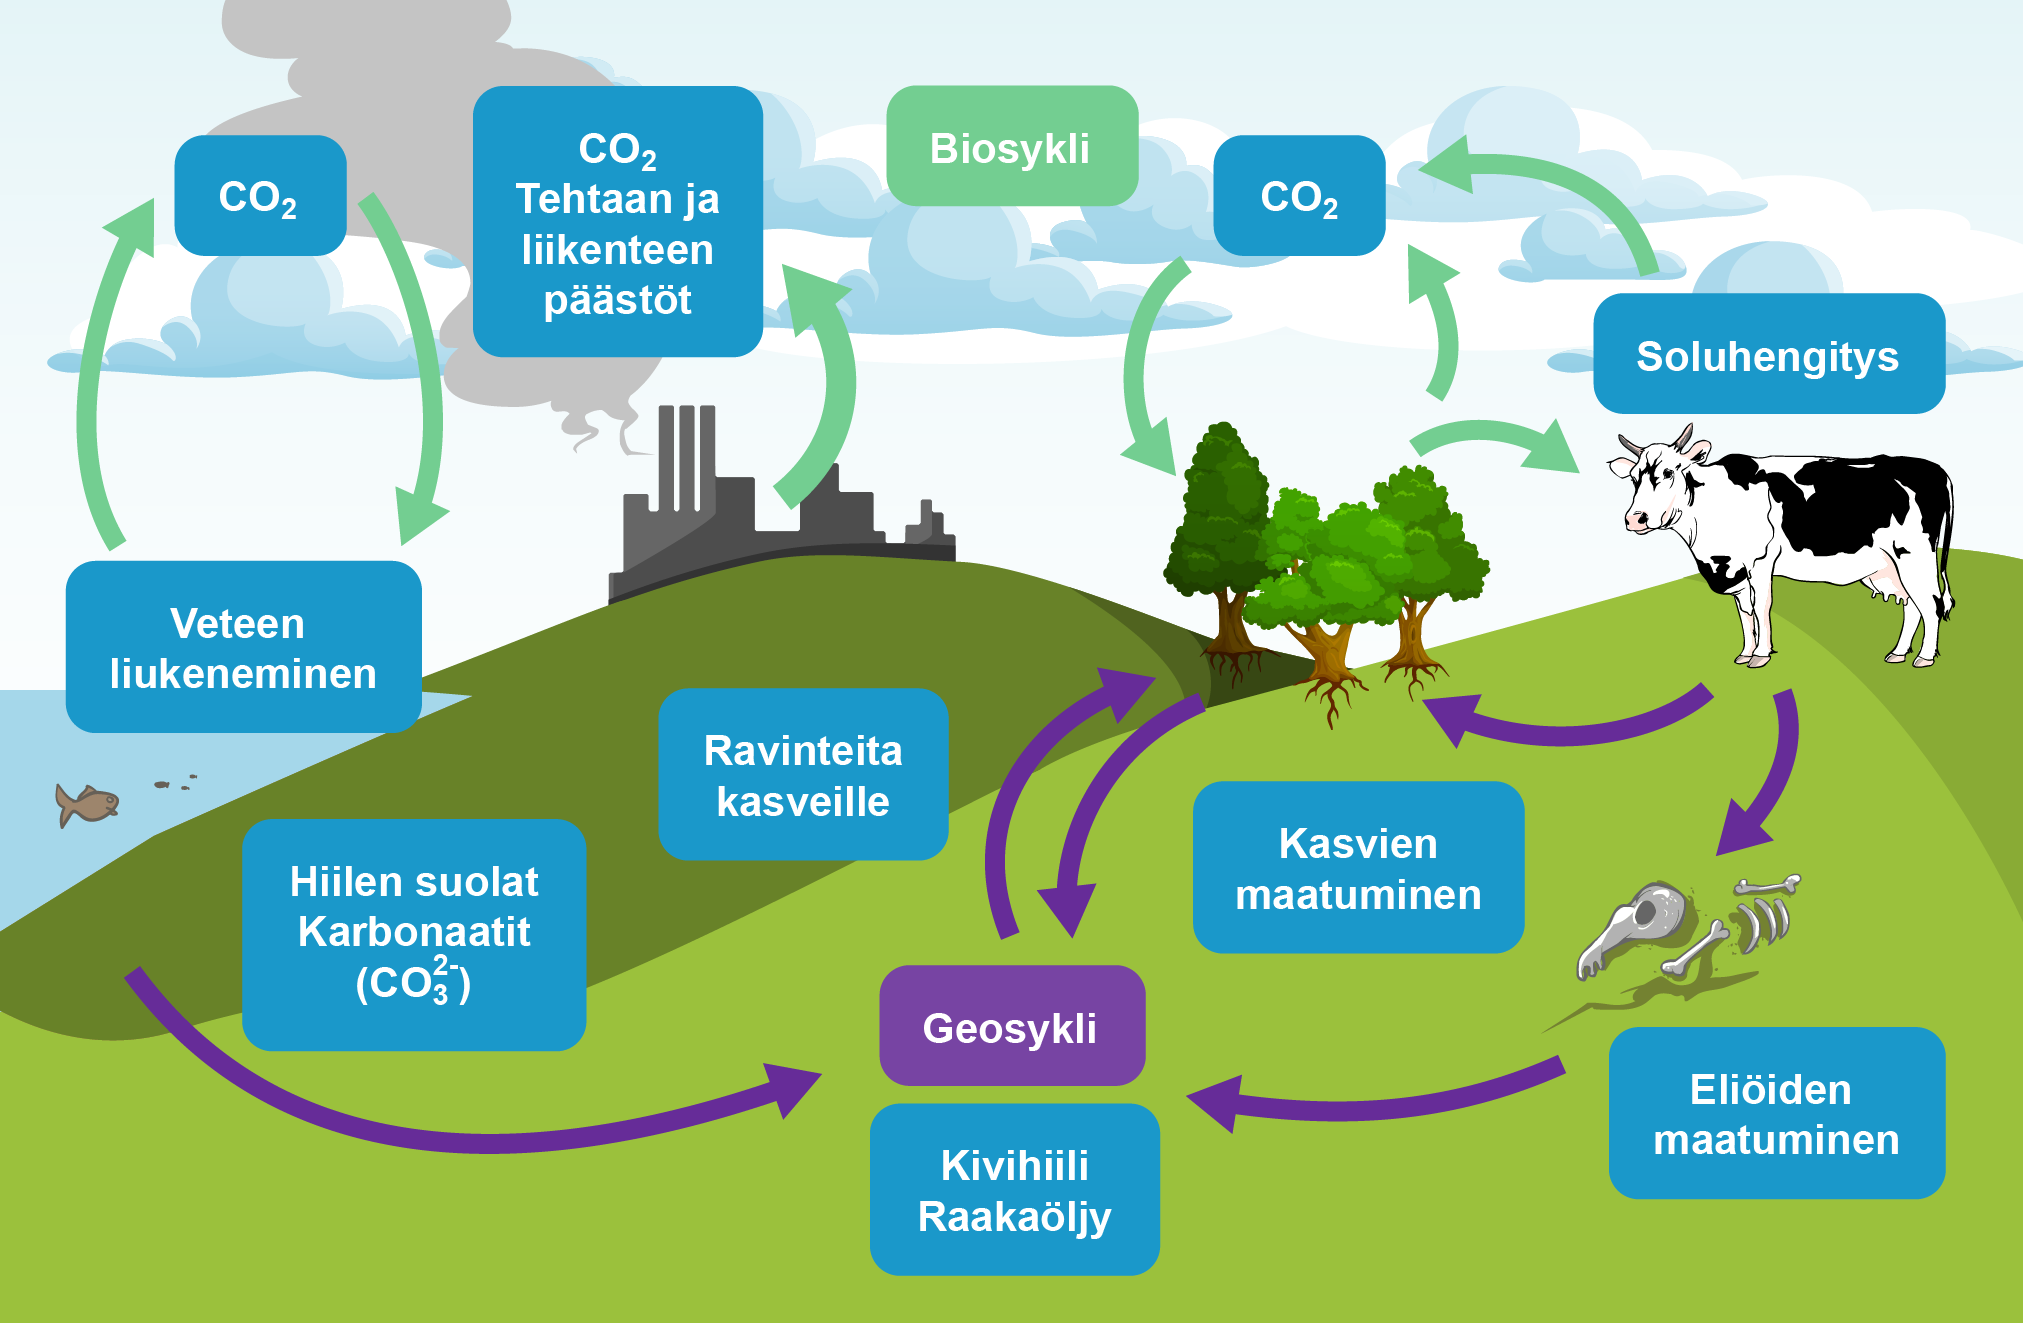 CO₂
CO₂
Tehtaan ja
liikenteen
päästöt
Biosykli
CO₂
Soluhengitys
Veteen
liukeneminen
Ravinteita
kasveille
Kasvien
maatuminen
Hiilen suolat
Karbonaatit
(CO₃²⁻)
Geosykli
Kivihiili
Raakaöljy
Eliöiden
maatuminen